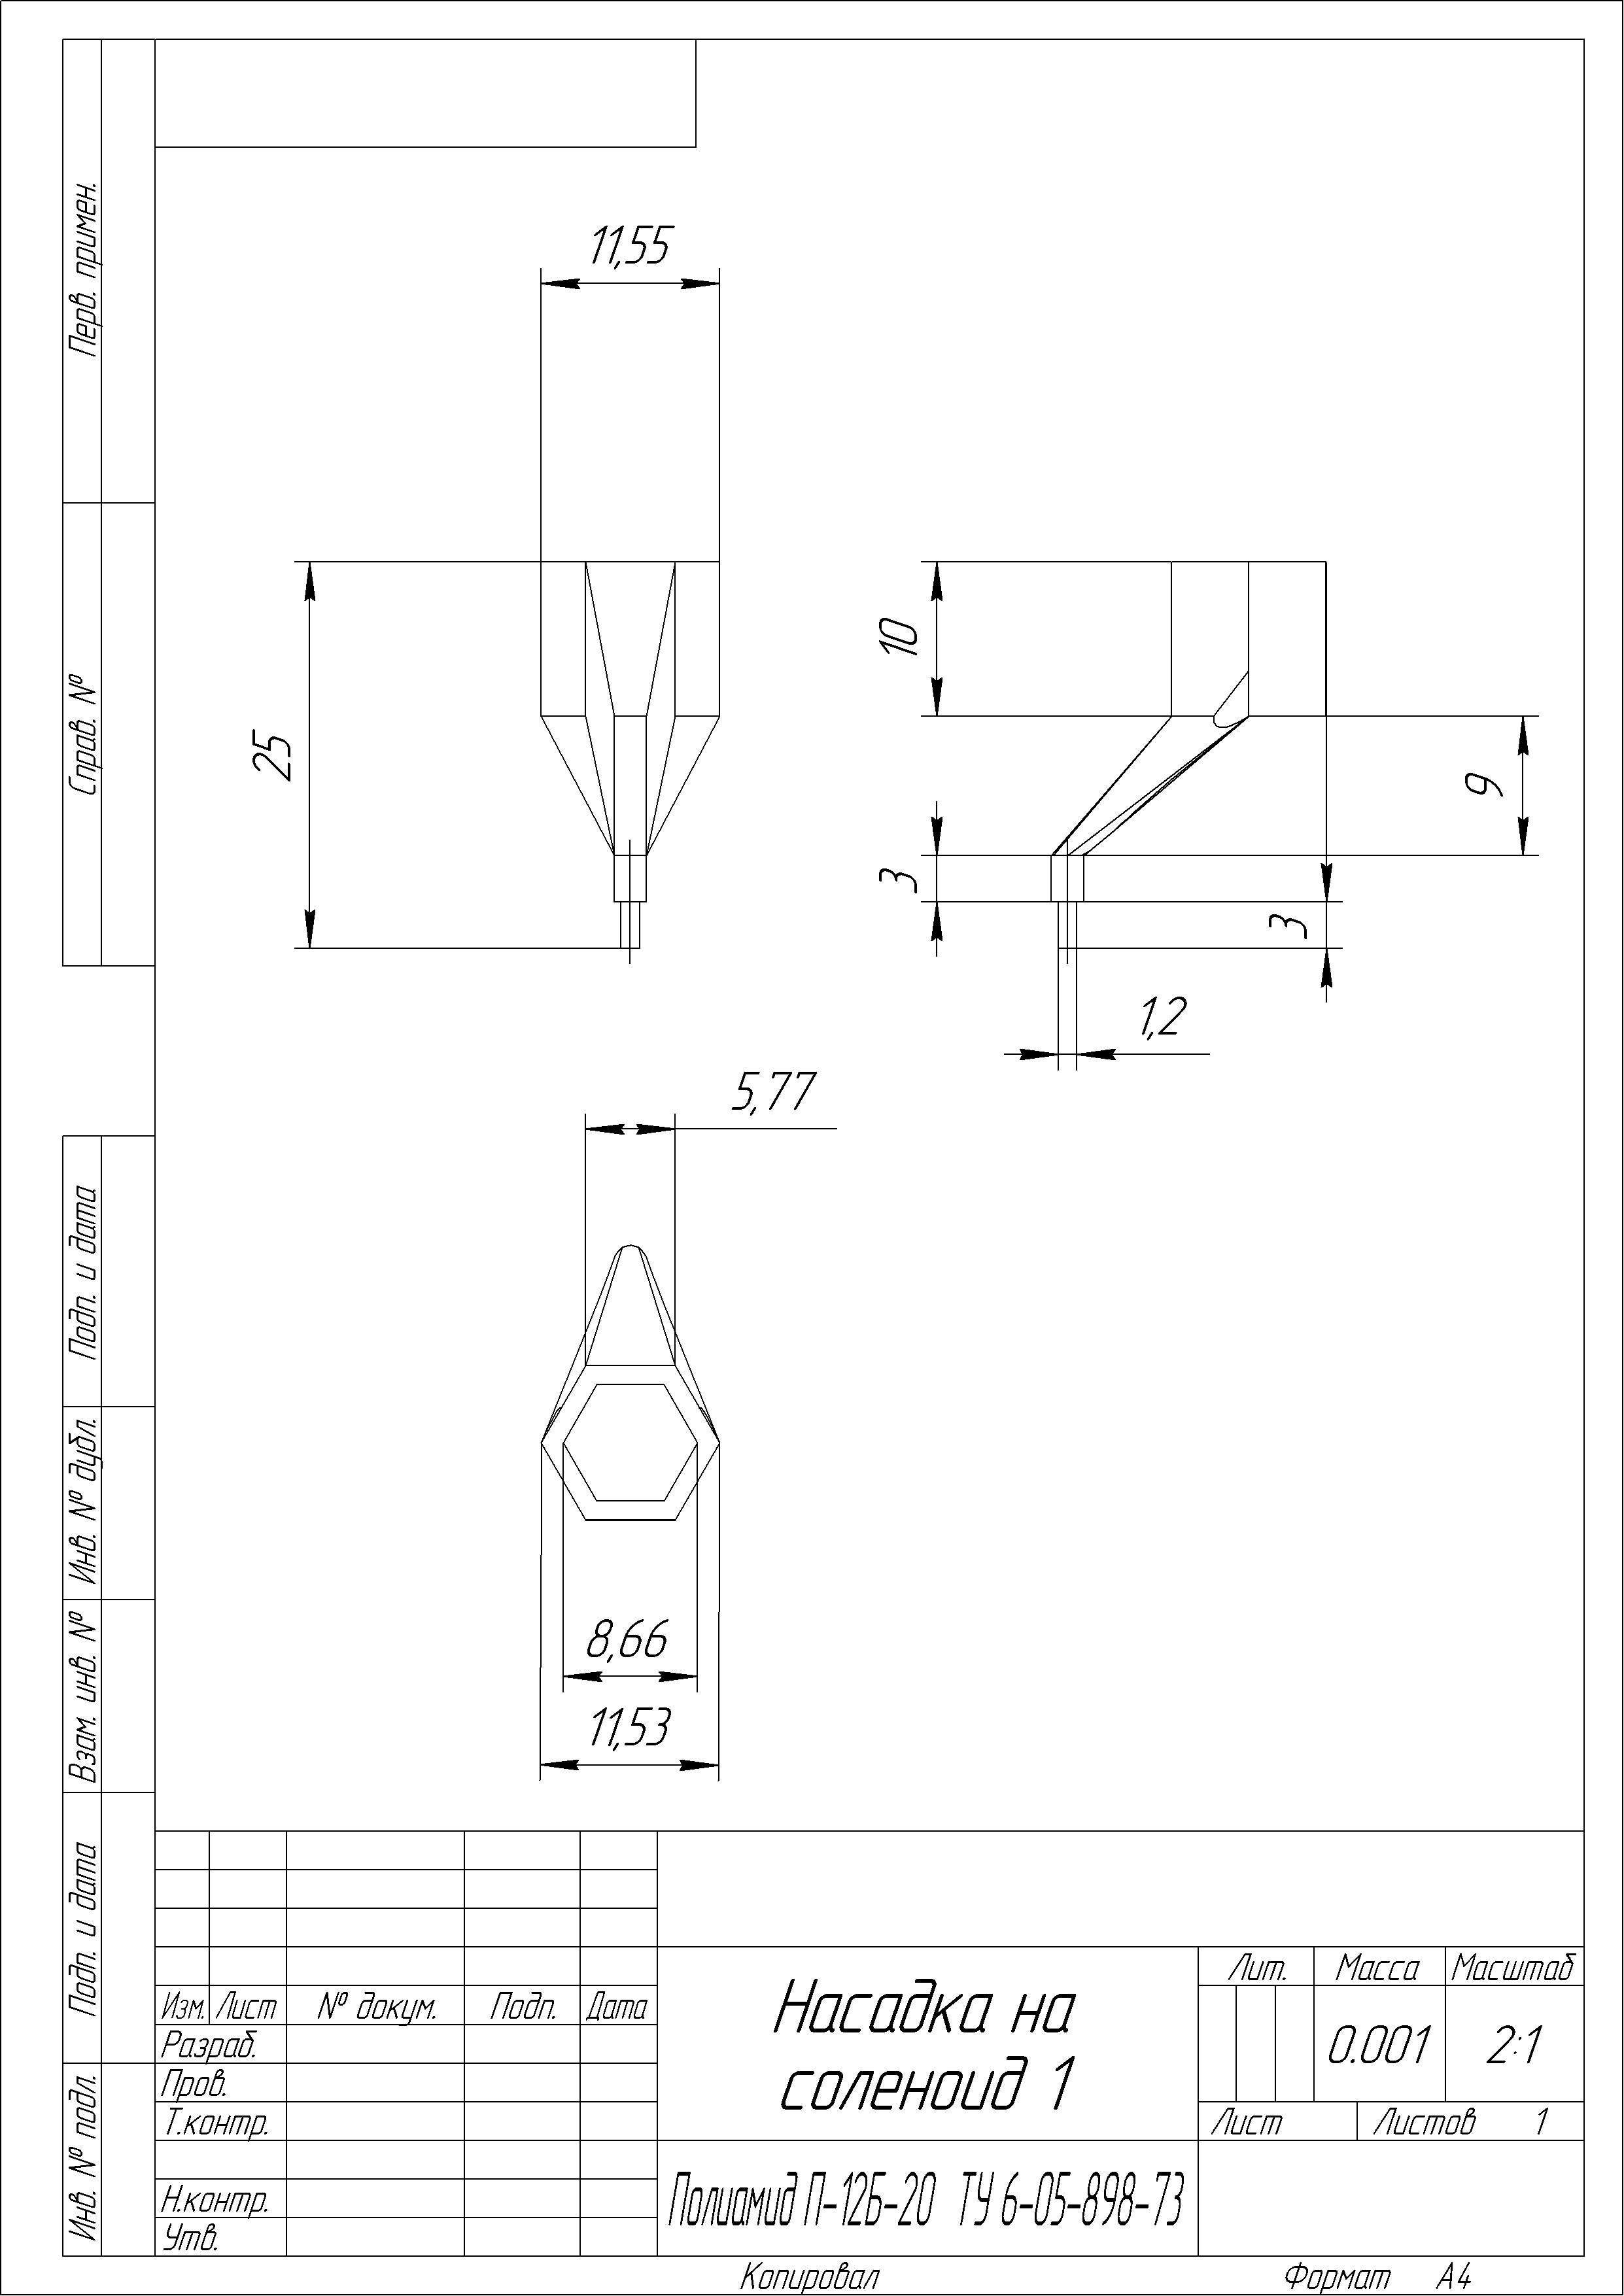 Перв. примен.
Справ. №
Подп. и дата
Инв. № дубл.
Взам. инв. №
Подп. и дата
Инв. № подл.
11,55
25
10
9
3
3
1,2
5,77
8,66
11,53
Изм. Лист № докум. Подп. Дата
Разраб.
Пров.
Т.контр.
Н.контр.
Утв.
Насадка на
соленоид 1
Полиамид П-12Б-20 ТУ 6-05-898-73
Лит. Масса Масштаб
0.001 2:1
Лист Листов 1
Копировал Формат А4